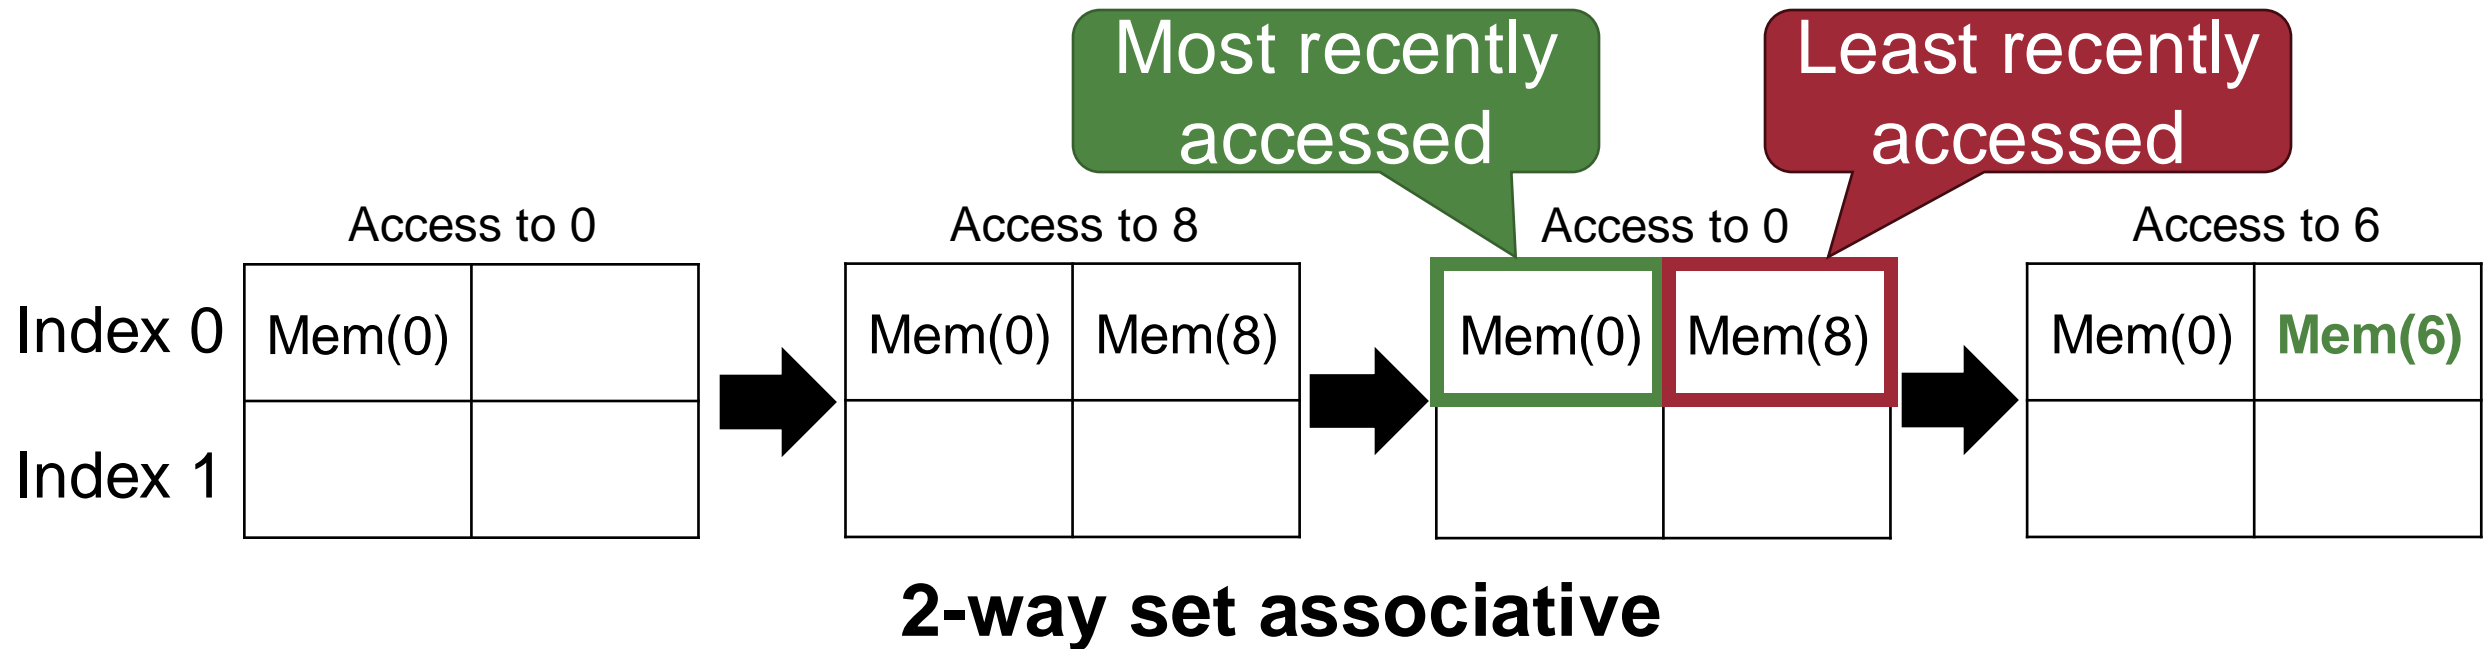 Most recently
accessed
Least recently
accessed
Access to 0
Access to 8
Access to 0
Access to 6
Index 0
Mem(0)
Mem(0)
Mem(8)
Mem(0)
Mem(8)
Mem(0)
Mem(6)
Index 1
2-way set associative